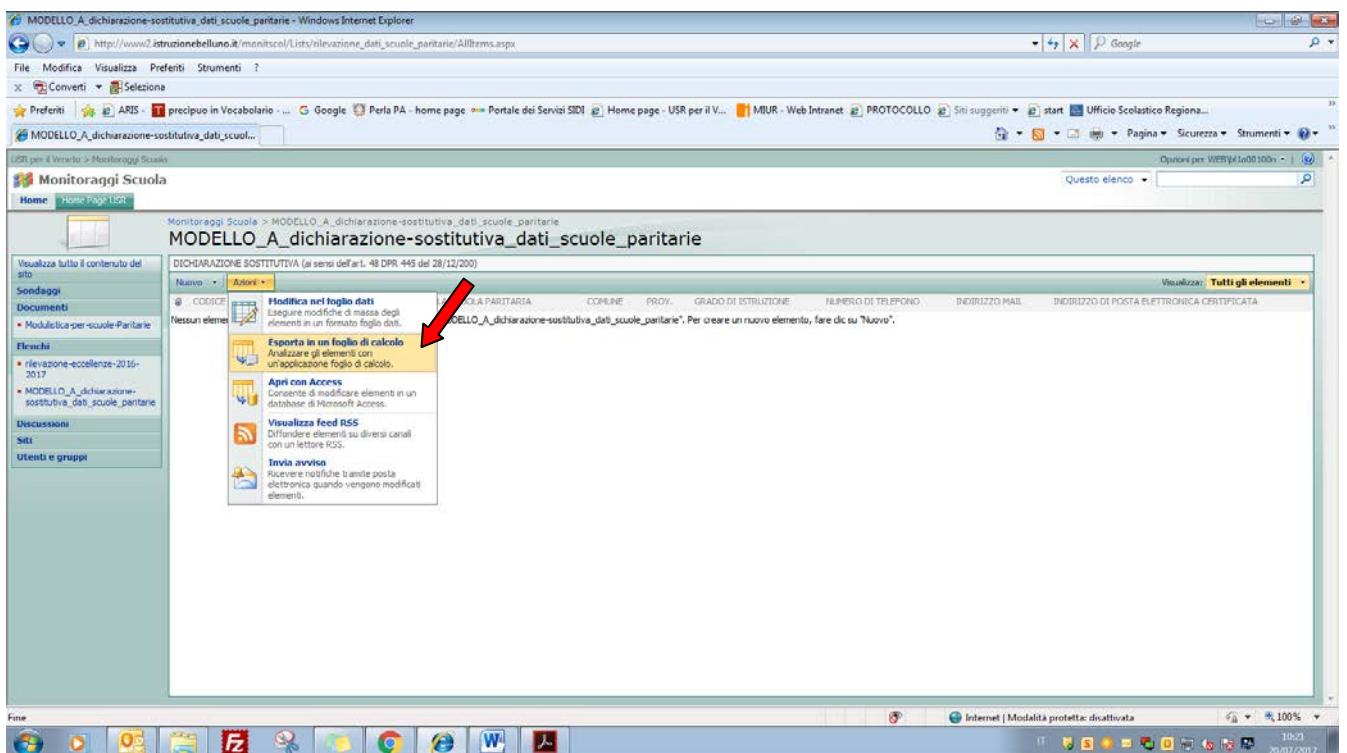 MODELLO_A_dichiarazione-sostitutiva_dati_scuole_paritarie - Windows Internet Explorer
http://www2.istruzionebelluno.it/monitscol/Lists/rilevazione_dati_scuole_paritarie/AllItems.aspx
Google
File Modifica Visualizza Preferiti Strumenti ?
x Converti Seleziona
Preferiti ARIS - precipuo in Vocabolario - ... Google Perla PA - home page Portale dei Servizi SIDI Home page - USR per il V... MIUR - Web Intranet PROTOCOLLO Siti suggeriti start Ufficio Scolastico Regiona...
MODELLO_A_dichiarazione-sostitutiva_dati_scuol...
Pagina Sicurezza Strumenti
USR per il Veneto > Monitoraggi Scuola
Opzioni per
Monitoraggi Scuola
Questo elenco
Home Home Page USR
Monitoraggi Scuola > MODELLO_A_dichiarazione-sostitutiva_dati_scuole_paritarie
MODELLO_A_dichiarazione-sostitutiva_dati_scuole_paritarie
Visualizza tutto il contenuto del sito
DICHIARAZIONE SOSTITUTIVA (ai sensi dell'art. 48 DPR 445 del 28/12/200)
Nuovo Azioni
Visualizza: Tutti gli elementi
CODICE
PARITARIA COMUNE PROV. GRADO DI ISTRUZIONE NUMERO DI TELEFONO INDIRIZZO MAIL INDIRIZZO DI POSTA ELETTRONICA CERTIFICATA
Nessun eleme
DELLO_A_dichiarazione-sostitutiva_dati_scuole_paritarie". Per creare un nuovo elemento, fare clic su "Nuovo".
Sondaggi
Documenti
Modulistica-per-scuole-Paritarie
Elenchi
rilevazione-eccellenze-2016-
2017
MODELLO_A_dichiarazione-
sostitutiva_dati_scuole_paritarie
Discussioni
Siti
Utenti e gruppi
Modifica nel foglio dati
Eseguire modifiche di massa degli
elementi in un formato foglio dati.
Esporta in un foglio di calcolo
Analizzare gli elementi con
un'applicazione foglio di calcolo.
Apri con Access
Consente di modificare elementi in un
database di Microsoft Access.
Visualizza feed RSS
Diffondere elementi su diversi canali
con un lettore RSS.
Invia avviso
Ricevere notifiche tramite posta
elettronica quando vengono modificati
elementi.
Fine
Internet | Modalità protetta: disattivata
100%
IT
10:21
20/07/2017